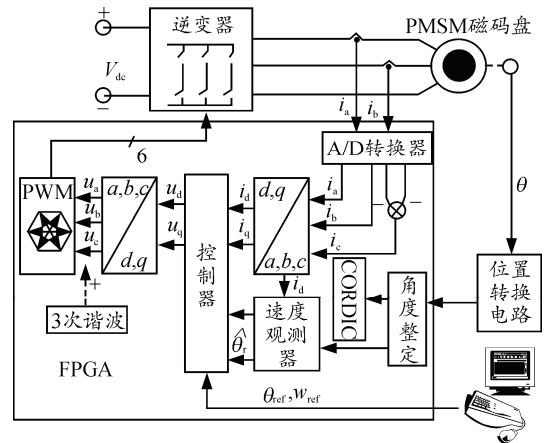 +
逆变器
PMSM磁码盘
V_dc
−
i_a
i_b
A/D转换器
6
θ
PWM
u_a
u_b
u_c
a,b,c
d,q
u_d
u_q
控制器
i_d
i_q
d,q
a,b,c
i_a
i_b
i_c
−
−
+
3次谐波
i_d
速度观测器
θ̂_r
CORDIC
角度整定
位置转换电路
FPGA
θ_ref, w_ref